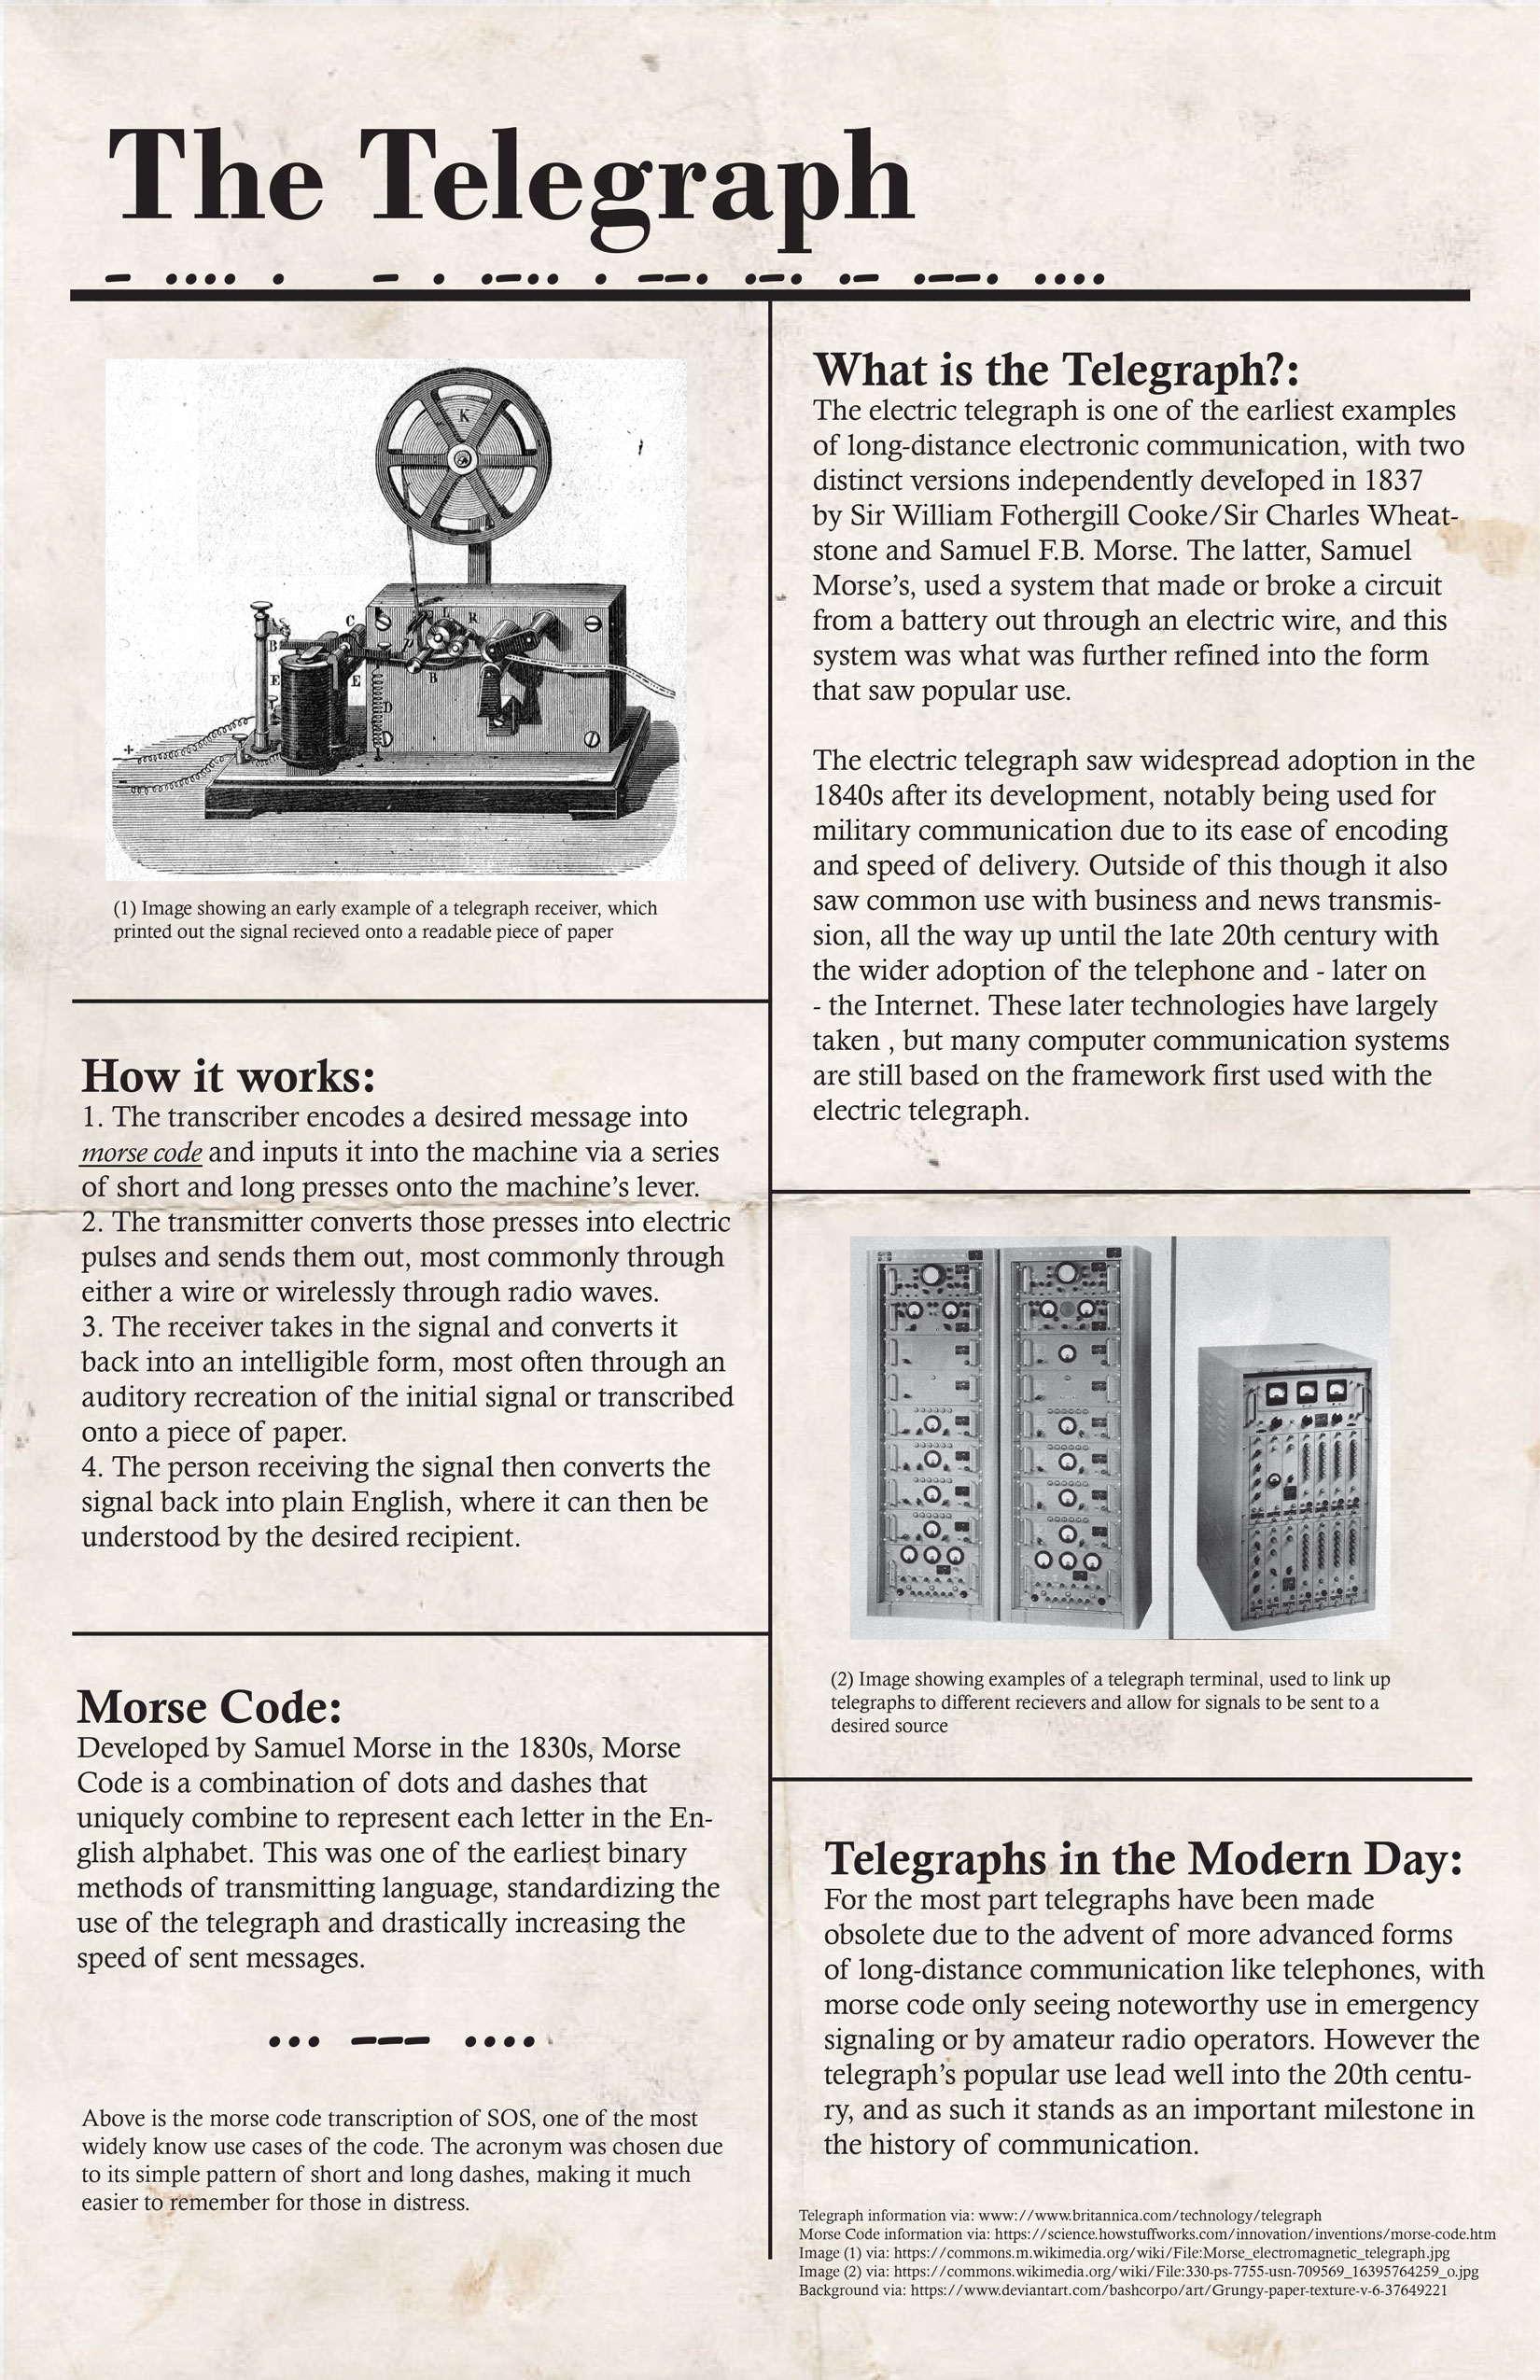 The Telegraph
– •••• •   – • •–•• • ––• •–• •– •––• ••••
K
C
L
R
B
E
E
B
D
+
-
(1) Image showing an early example of a telegraph receiver, which
printed out the signal recieved onto a readable piece of paper
How it works:
1. The transcriber encodes a desired message into
morse code and inputs it into the machine via a series
of short and long presses onto the machine's lever.
2. The transmitter converts those presses into electric
pulses and sends them out, most commonly through
either a wire or wirelessly through radio waves.
3. The receiver takes in the signal and converts it
back into an intelligible form, most often through an
auditory recreation of the initial signal or transcribed
onto a piece of paper.
4. The person receiving the signal then converts the
signal back into plain English, where it can then be
understood by the desired recipient.
Morse Code:
Developed by Samuel Morse in the 1830s, Morse
Code is a combination of dots and dashes that
uniquely combine to represent each letter in the En-
glish alphabet. This was one of the earliest binary
methods of transmitting language, standardizing the
use of the telegraph and drastically increasing the
speed of sent messages.
••• ––– ••••
Above is the morse code transcription of SOS, one of the most
widely know use cases of the code. The acronym was chosen due
to its simple pattern of short and long dashes, making it much
easier to remember for those in distress.
What is the Telegraph?:
The electric telegraph is one of the earliest examples
of long-distance electronic communication, with two
distinct versions independently developed in 1837
by Sir William Fothergill Cooke/Sir Charles Wheat-
stone and Samuel F.B. Morse. The latter, Samuel
Morse's, used a system that made or broke a circuit
from a battery out through an electric wire, and this
system was what was further refined into the form
that saw popular use.
The electric telegraph saw widespread adoption in the
1840s after its development, notably being used for
military communication due to its ease of encoding
and speed of delivery. Outside of this though it also
saw common use with business and news transmis-
sion, all the way up until the late 20th century with
the wider adoption of the telephone and - later on
- the Internet. These later technologies have largely
taken , but many computer communication systems
are still based on the framework first used with the
electric telegraph.
(2) Image showing examples of a telegraph terminal, used to link up
telegraphs to different recievers and allow for signals to be sent to a
desired source
Telegraphs in the Modern Day:
For the most part telegraphs have been made
obsolete due to the advent of more advanced forms
of long-distance communication like telephones, with
morse code only seeing noteworthy use in emergency
signaling or by amateur radio operators. However the
telegraph's popular use lead well into the 20th centu-
ry, and as such it stands as an important milestone in
the history of communication.
Telegraph information via: www://www.britannica.com/technology/telegraph
Morse Code information via: https://science.howstuffworks.com/innovation/inventions/morse-code.htm
Image (1) via: https://commons.m.wikimedia.org/wiki/File:Morse_electromagnetic_telegraph.jpg
Image (2) via: https://commons.wikimedia.org/wiki/File:330-ps-7755-usn-709569_16395764259_o.jpg
Background via: https://www.deviantart.com/bashcorpo/art/Grungy-paper-texture-v-6-37649221